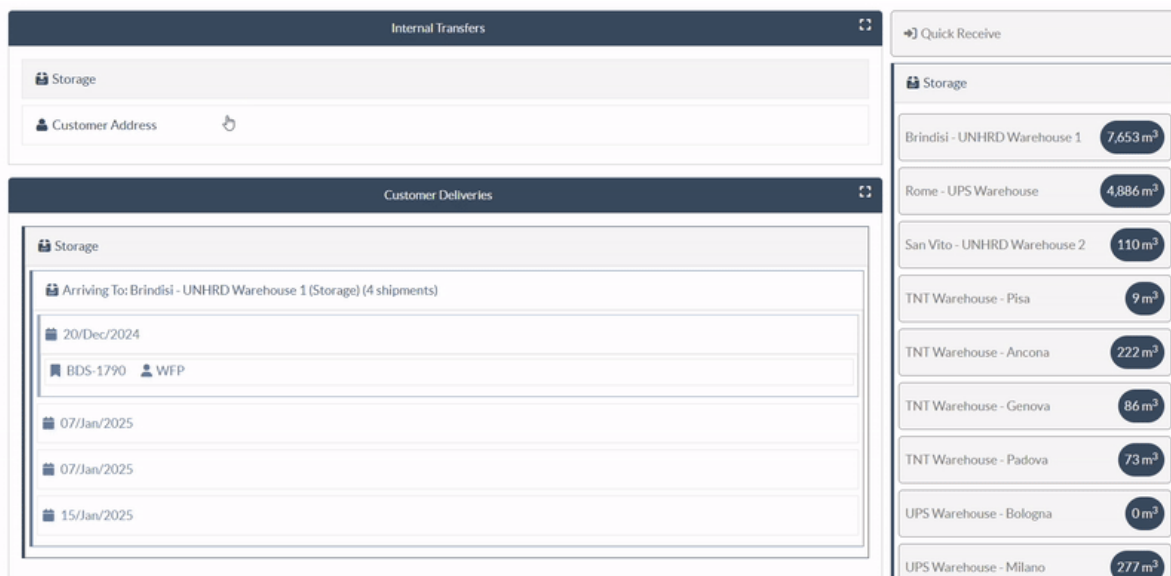 Internal Transfers
Storage
Customer Address
Customer Deliveries
Storage
Arriving To: Brindisi - UNHRD Warehouse 1 (Storage) (4 shipments)
20/Dec/2024
BDS-1790 WFP
07/Jan/2025
07/Jan/2025
15/Jan/2025
Quick Receive
Storage
Brindisi - UNHRD Warehouse 1 7,653 m³
Rome - UPS Warehouse 4,886 m³
San Vito - UNHRD Warehouse 2 110 m³
TNT Warehouse - Pisa 9 m³
TNT Warehouse - Ancona 222 m³
TNT Warehouse - Genova 86 m³
TNT Warehouse - Padova 73 m³
UPS Warehouse - Bologna 0 m³
UPS Warehouse - Milano 277 m³